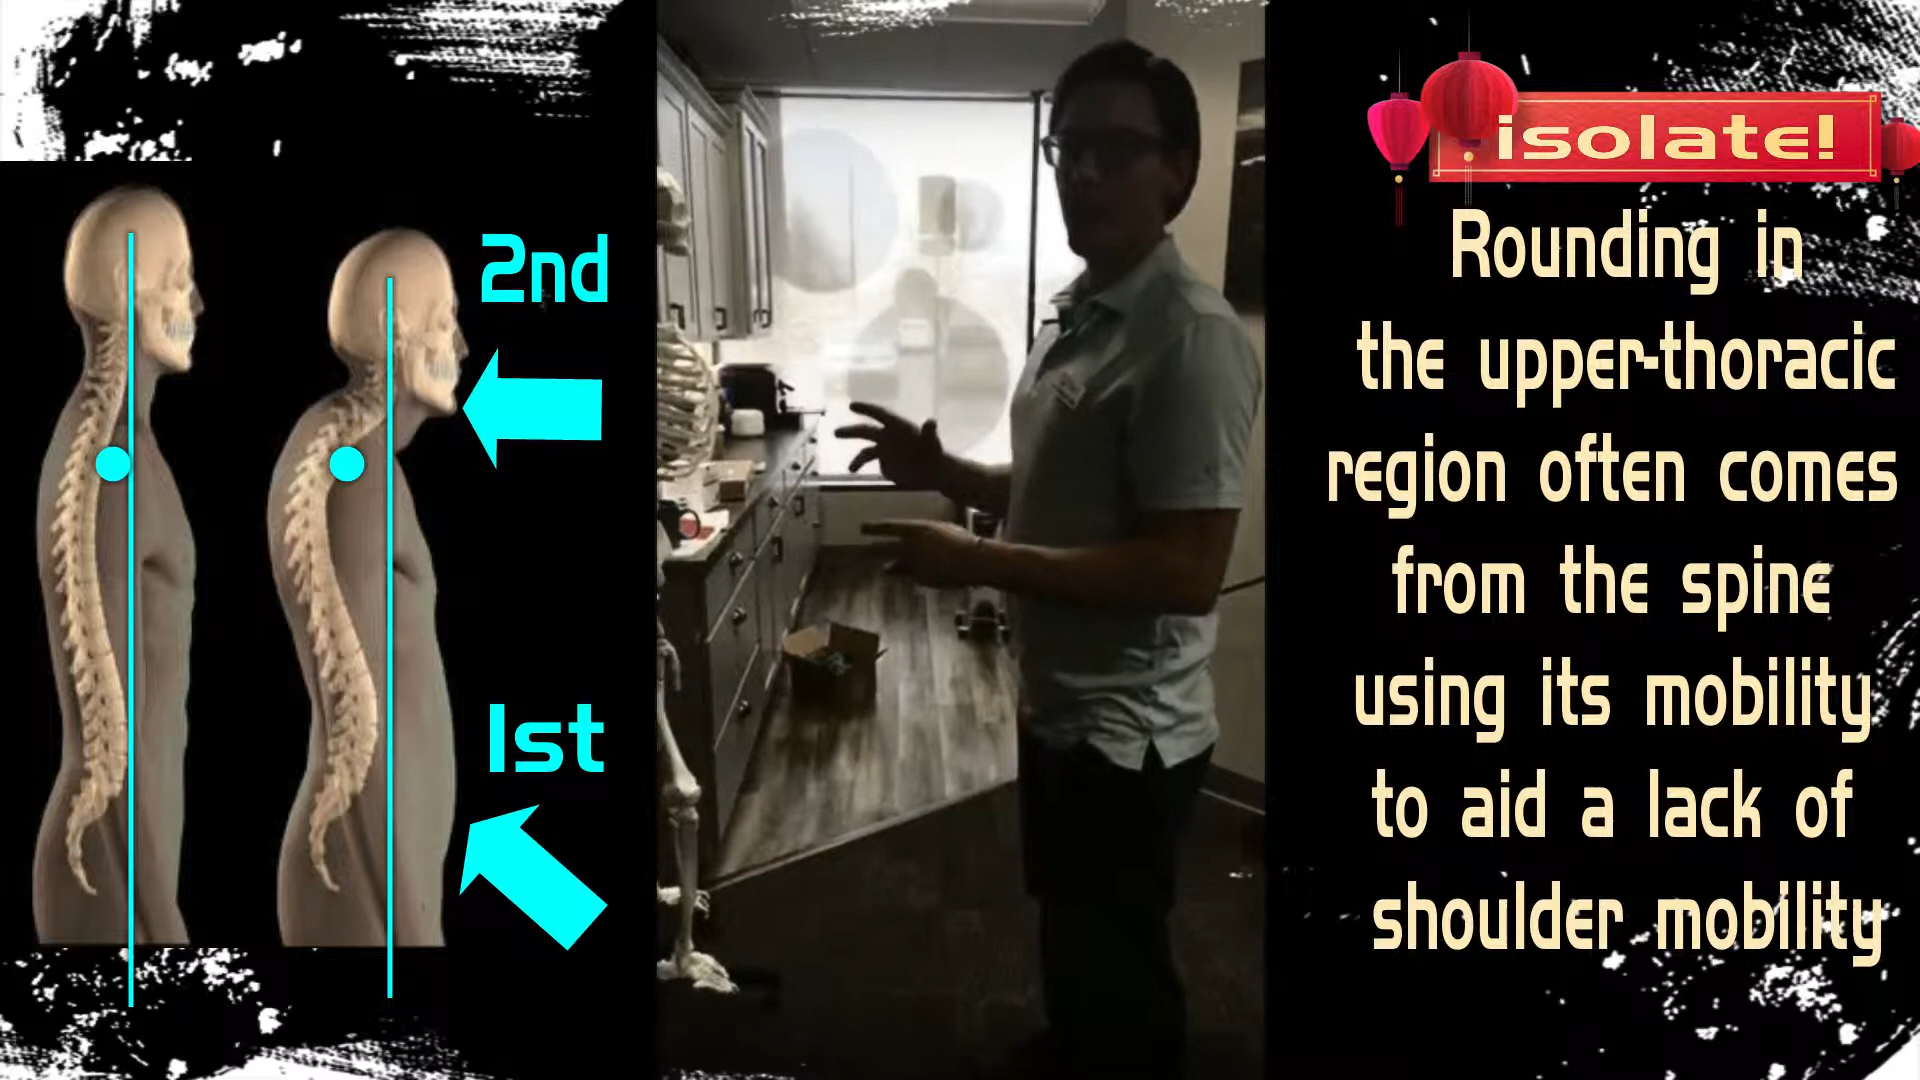 2nd
1st
isolate!
Rounding in
the upper-thoracic
region often comes
from the spine
using its mobility
to aid a lack of
shoulder mobility